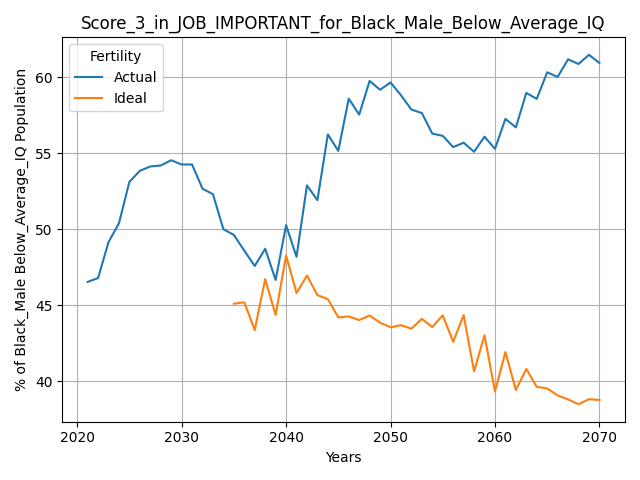 Score_3_in_JOB_IMPORTANT_for_Black_Male_Below_Average_IQ
Fertility
Actual
Ideal
% of Black_Male Below_Average_IQ Population
60
55
50
45
40
2020 2030 2040 2050 2060 2070
Years